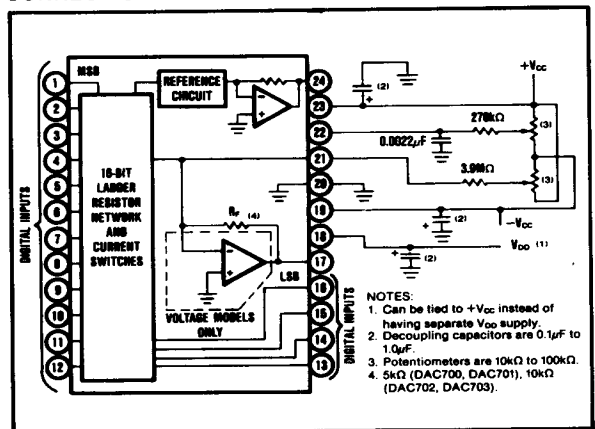 MSB
REFERENCE
CIRCUIT
16-BIT
LADDER
RESISTOR
NETWORK
AND
CURRENT
SWITCHES
DIGITAL INPUTS
1
2
3
4
5
6
7
8
9
10
11
12
RF (4)
VOLTAGE MODELS
ONLY
LSB
24
23
22
21
20
19
18
17
16
15
14
13
DIGITAL INPUTS
(2)
+VCC
270kΩ
(3)
0.0022µF
3.9MΩ
(3)
(2)
−VCC
VDD (1)
(2)
NOTES:
1. Can be tied to +VCC instead of
having separate VDD supply.
2. Decoupling capacitors are 0.1µF to
1.0µF.
3. Potentiometers are 10kΩ to 100kΩ.
4. 5kΩ (DAC700, DAC701), 10kΩ
(DAC702, DAC703).